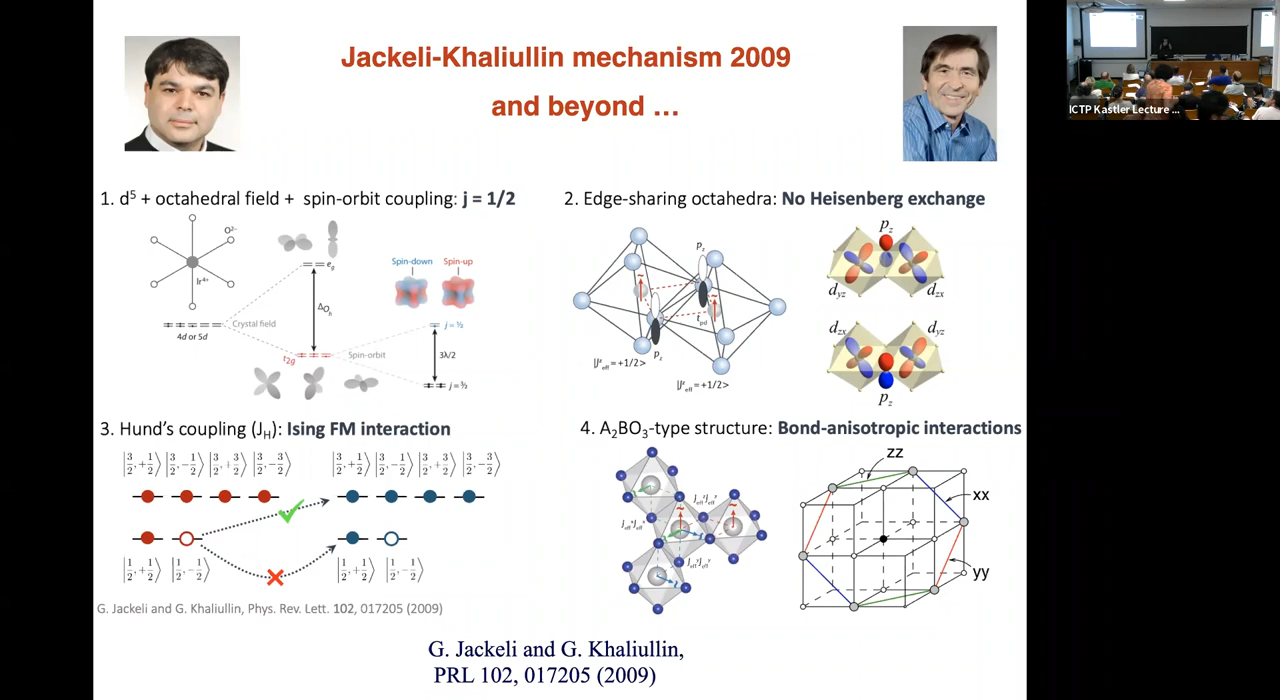 Jackeli-Khaliullin mechanism 2009
and beyond ...
ICTP Kastler Lecture ...
1. d⁵ + octahedral field + spin-orbit coupling: j = 1/2
2. Edge-sharing octahedra: No Heisenberg exchange
O²⁻
Ir⁴⁺
4d or 5d
Crystal field
e_g
Δ_Oh
t_2g
Spin-orbit
Spin-down
Spin-up
j = ½
3λ/2
j = ³⁄₂
p_z
t_pd
p_z
|J^z_eff = +1/2>
|J^z_eff = +1/2>
p_z
d_yz
d_zx
d_zx
d_yz
p_z
3. Hund's coupling (J_H): Ising FM interaction
4. A₂BO₃-type structure: Bond-anisotropic interactions
|3/2, +1/2⟩ |3/2, -1/2⟩ |3/2, +3/2⟩ |3/2, -3/2⟩
|3/2, +1/2⟩ |3/2, -1/2⟩ |3/2, +3/2⟩ |3/2, -3/2⟩
|1/2, +1/2⟩ |1/2, -1/2⟩
|1/2, +1/2⟩ |1/2, -1/2⟩
zz
xx
yy
G. Jackeli and G. Khaliullin, Phys. Rev. Lett. 102, 017205 (2009)
G. Jackeli and G. Khaliullin,
PRL 102, 017205 (2009)